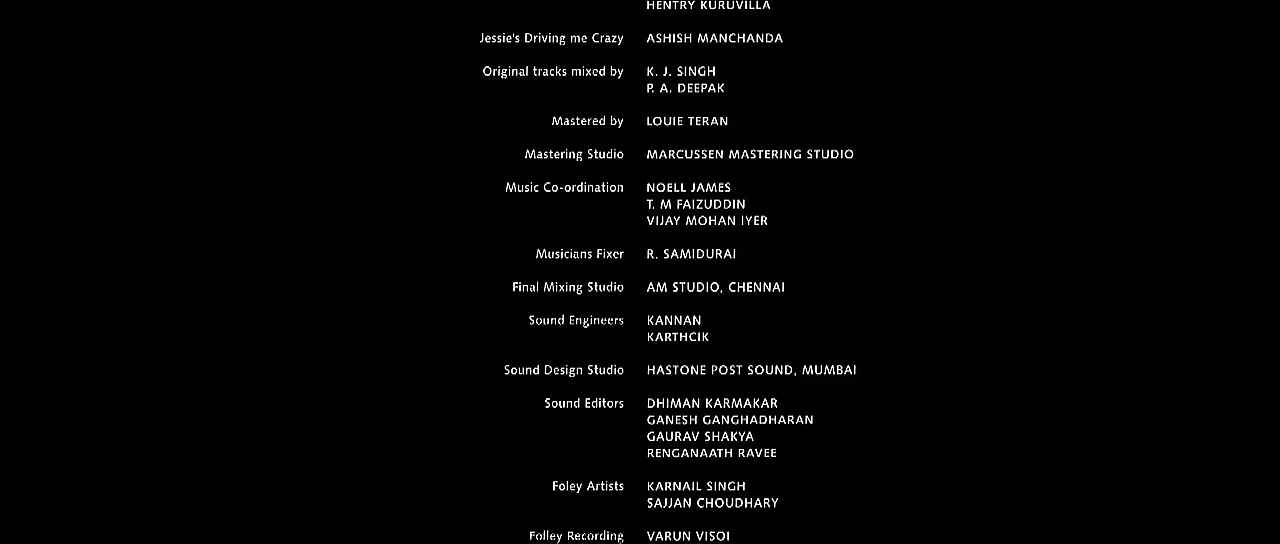 HENTRY KURUVILLA
Jessie's Driving me Crazy ASHISH MANCHANDA
Original tracks mixed by K. J. SINGH
P. A. DEEPAK
Mastered by LOUIE TERAN
Mastering Studio MARCUSSEN MASTERING STUDIO
Music Co-ordination NOELL JAMES
T. M FAIZUDDIN
VIJAY MOHAN IYER
Musicians Fixer R. SAMIDURAI
Final Mixing Studio AM STUDIO, CHENNAI
Sound Engineers KANNAN
KARTHCIK
Sound Design Studio HASTONE POST SOUND, MUMBAI
Sound Editors DHIMAN KARMAKAR
GANESH GANGHADHARAN
GAURAV SHAKYA
RENGANAATH RAVEE
Foley Artists KARNAIL SINGH
SAJJAN CHOUDHARY
Folley Recording VARUN VISOI